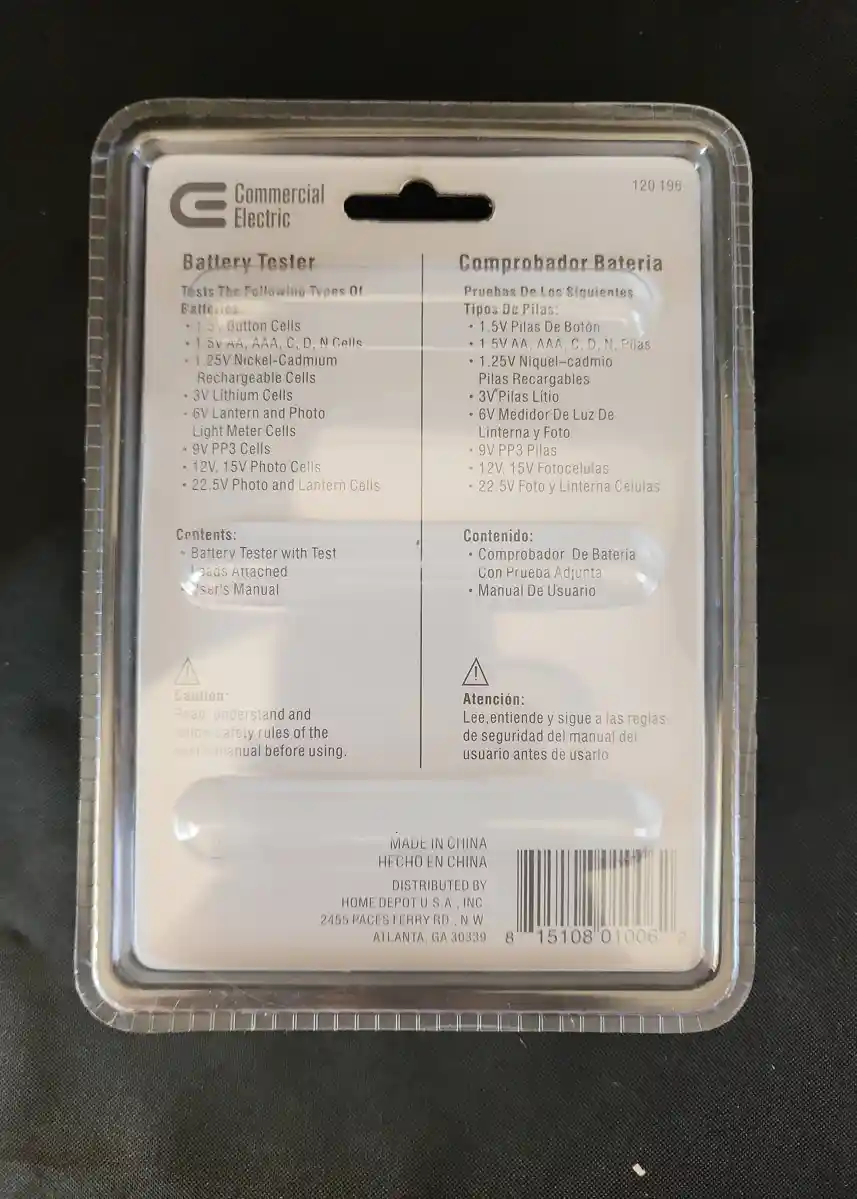 Commercial
Electric
120 196
Battery Tester
Tests The Following Types Of
Batteries:
• 1.5V Button Cells
• 1.5V AA, AAA, C, D, N Cells
• 1.25V Nickel-Cadmium
Rechargeable Cells
• 3V Lithium Cells
• 6V Lantern and Photo
Light Meter Cells
• 9V PP3 Cells
• 12V, 15V Photo Cells
• 22.5V Photo and Lantern Cells
Contents:
• Battery Tester with Test
Leads Attached
• User's Manual
Caution:
Read, understand and
safety rules of the
manual before using.
Comprobador Bateria
Pruebas De Los Siguientes
Tipos De Pilas:
• 1.5V Pilas De Botón
• 1.5V AA, AAA, C, D, N, Pilas
• 1.25V Niquel-cadmio
Pilas Recargables
• 3V Pilas Litio
• 6V Medidor De Luz De
Linterna y Foto
• 9V PP3 Pilas
• 12V, 15V Fotocelulas
• 22.5V Foto y Linterna Celulas
Contenido:
• Comprobador De Bateria
Con Prueba Adjunta
• Manual De Usuario
Atención:
Lee,entiende y sigue a las reglas
de seguridad del manual del
usuario antes de usarlo
MADE IN CHINA
HECHO EN CHINA
DISTRIBUTED BY
HOME DEPOT U.S.A., INC.
2455 PACES FERRY RD., N.W.
ATLANTA, GA 30339
8 15108 01006 2